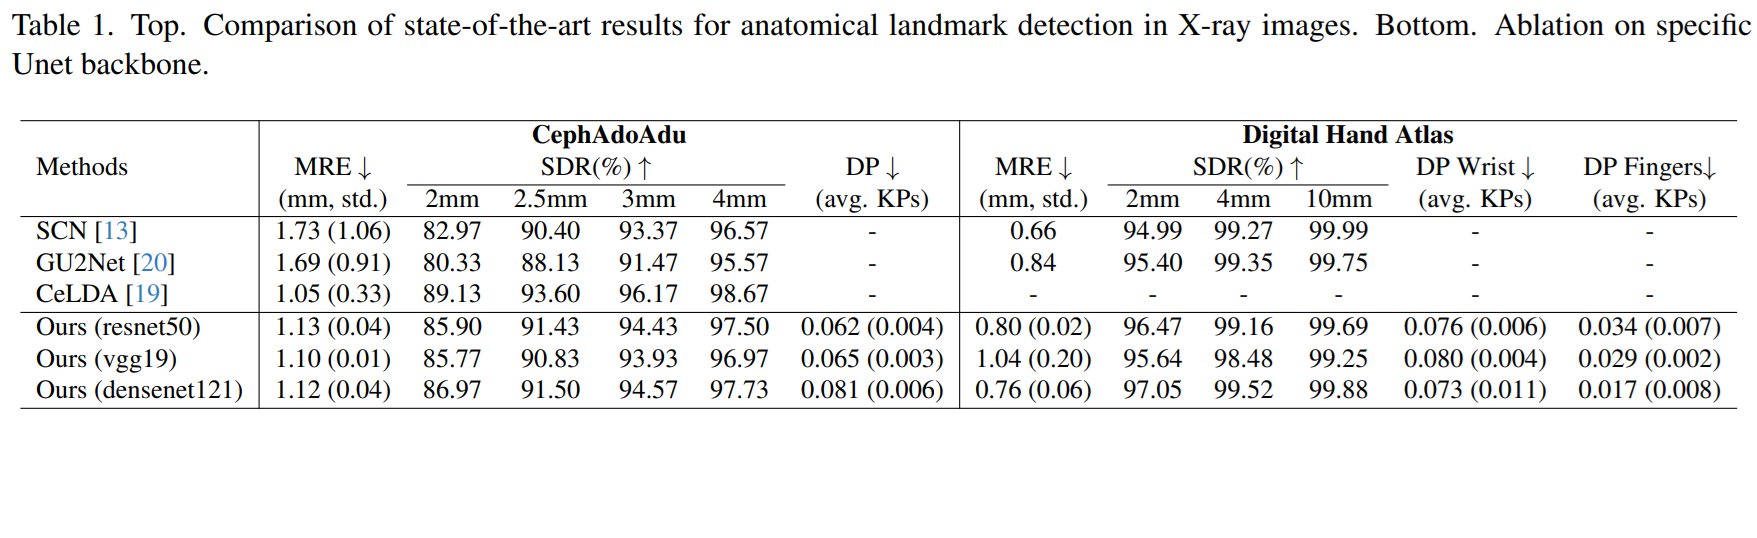 Table 1. Top. Comparison of state-of-the-art results for anatomical landmark detection in X-ray images. Bottom. Ablation on specific
Unet backbone.
CephAdoAdu Digital Hand Atlas
Methods MRE ↓ SDR(%) ↑ DP ↓ MRE ↓ SDR(%) ↑ DP Wrist ↓ DP Fingers↓
(mm, std.) 2mm 2.5mm 3mm 4mm (avg. KPs) (mm, std.) 2mm 4mm 10mm (avg. KPs) (avg. KPs)
SCN [13] 1.73 (1.06) 82.97 90.40 93.37 96.57 - 0.66 94.99 99.27 99.99 - -
GU2Net [20] 1.69 (0.91) 80.33 88.13 91.47 95.57 - 0.84 95.40 99.35 99.75 - -
CeLDA [19] 1.05 (0.33) 89.13 93.60 96.17 98.67 - - - - - - -
Ours (resnet50) 1.13 (0.04) 85.90 91.43 94.43 97.50 0.062 (0.004) 0.80 (0.02) 96.47 99.16 99.69 0.076 (0.006) 0.034 (0.007)
Ours (vgg19) 1.10 (0.01) 85.77 90.83 93.93 96.97 0.065 (0.003) 1.04 (0.20) 95.64 98.48 99.25 0.080 (0.004) 0.029 (0.002)
Ours (densenet121) 1.12 (0.04) 86.97 91.50 94.57 97.73 0.081 (0.006) 0.76 (0.06) 97.05 99.52 99.88 0.073 (0.011) 0.017 (0.008)